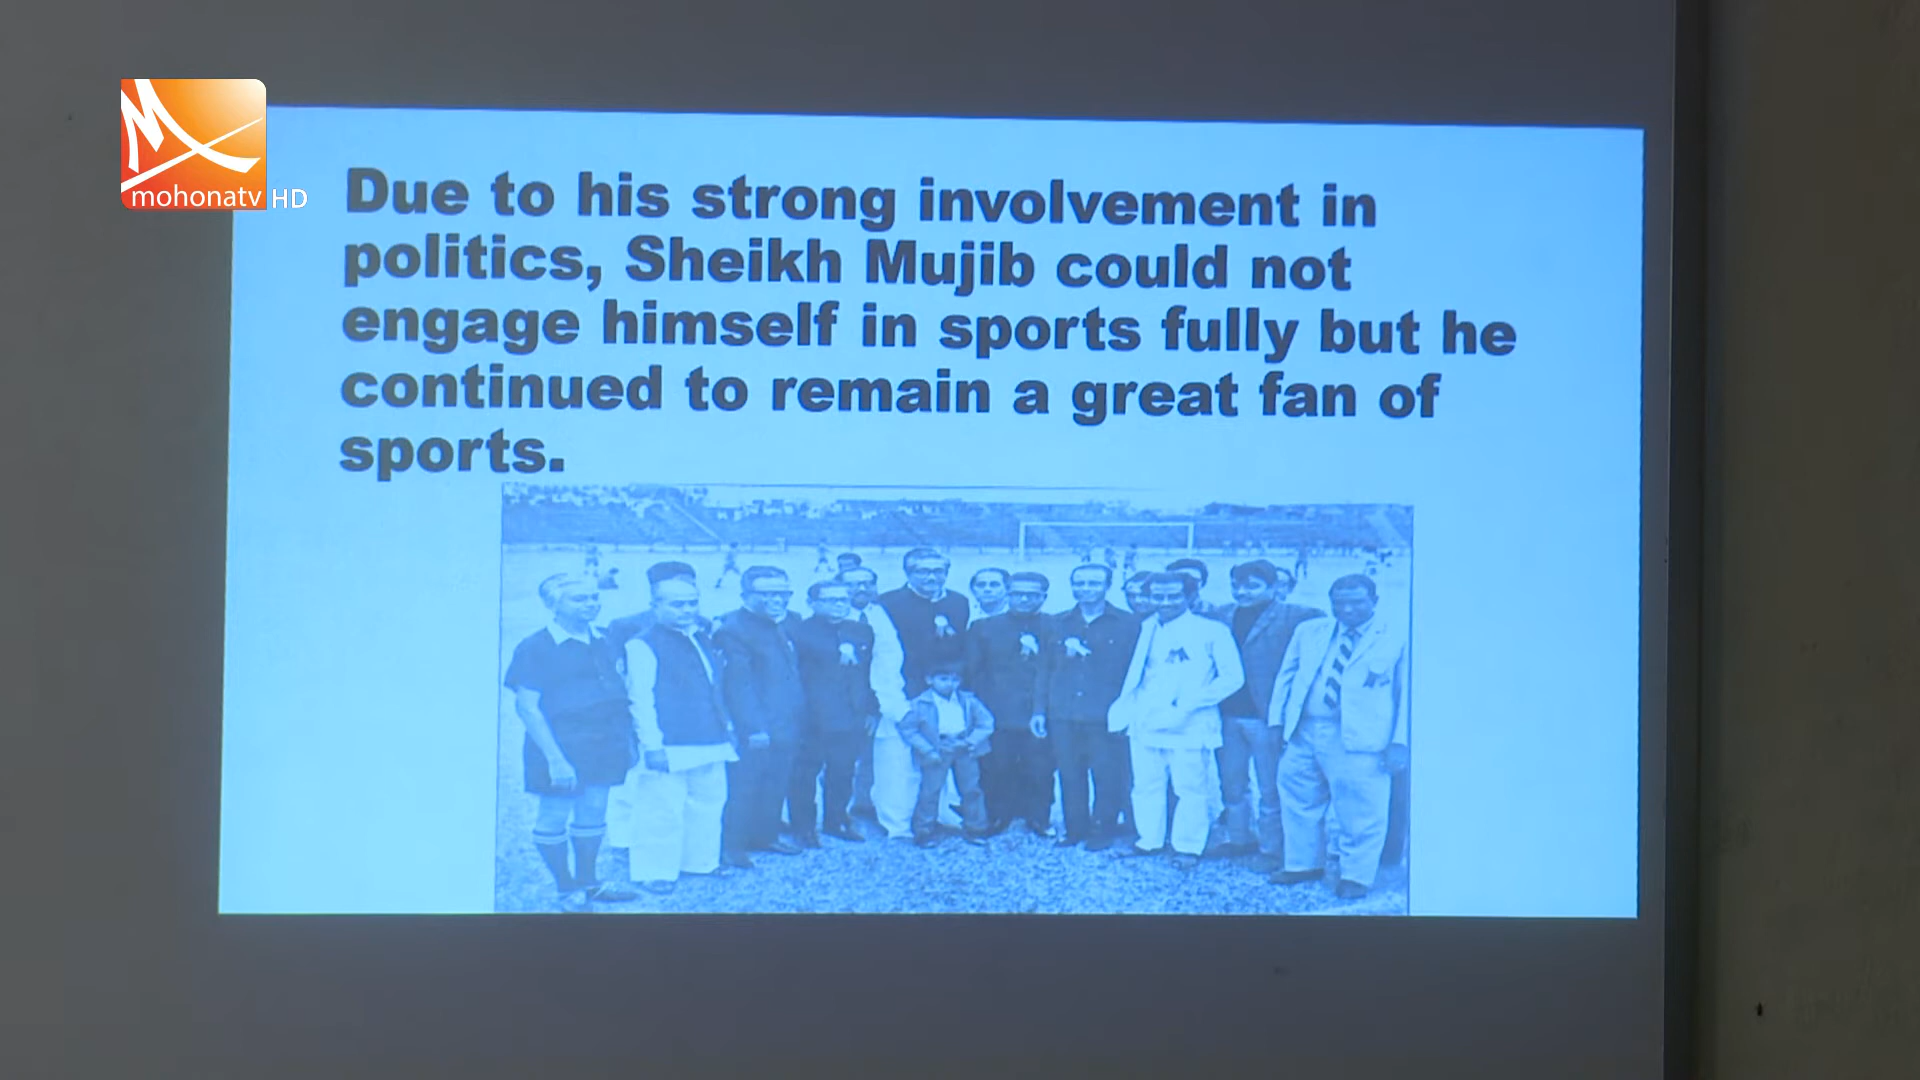 mohonatv HD
Due to his strong involvement in
politics, Sheikh Mujib could not
engage himself in sports fully but he
continued to remain a great fan of
sports.